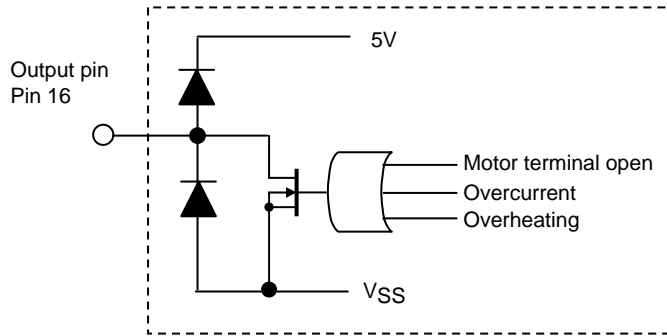 5V
Output pin
Pin 16
Motor terminal open
Overcurrent
Overheating
VSS